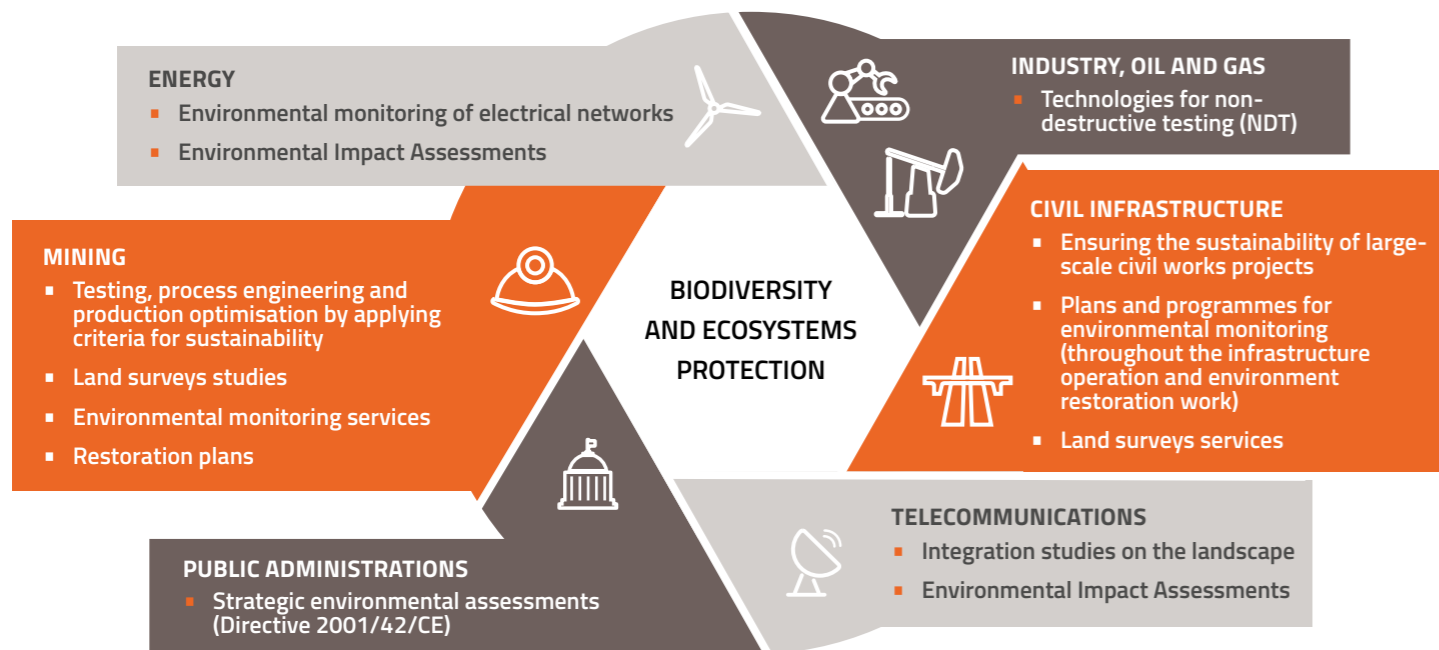 ENERGY
Environmental monitoring of electrical networks
Environmental Impact Assessments
INDUSTRY, OIL AND GAS
Technologies for non-
destructive testing (NDT)
MINING
Testing, process engineering and
production optimisation by applying
criteria for sustainability
Land surveys studies
Environmental monitoring services
Restoration plans
BIODIVERSITY
AND ECOSYSTEMS
PROTECTION
CIVIL INFRASTRUCTURE
Ensuring the sustainability of large-
scale civil works projects
Plans and programmes for
environmental monitoring
(throughout the infrastructure
operation and environment
restoration work)
Land surveys services
PUBLIC ADMINISTRATIONS
Strategic environmental assessments
(Directive 2001/42/CE)
TELECOMMUNICATIONS
Integration studies on the landscape
Environmental Impact Assessments